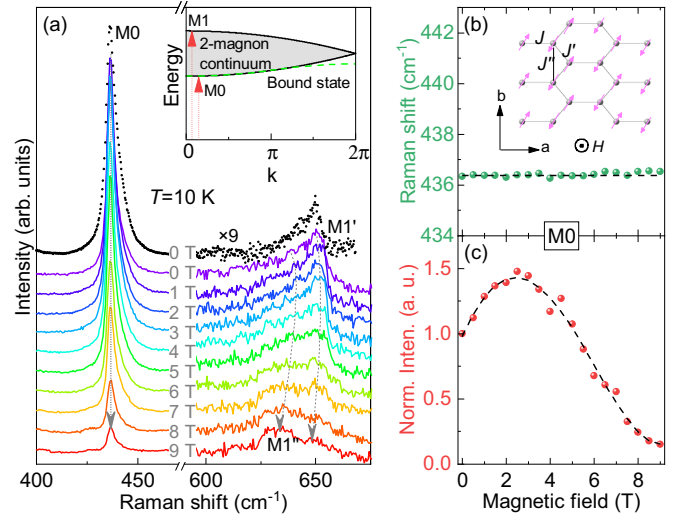 (a)
M0
M1
2-magnon
continuum
Bound state
M0
Energy
0
π
2π
k
T=10 K
×9
M1'
0 T
0 T
1 T
2 T
3 T
4 T
5 T
6 T
7 T
8 T
9 T
M1"
Intensity (arb. units)
400
450
600
650
Raman shift (cm⁻¹)
(b)
442
440
438
436
434
Raman shift (cm⁻¹)
J
J'
J"
b
a
H
M0
(c)
1.5
1.0
0.5
0.0
Norm. Inten. (a. u.)
0
2
4
6
8
Magnetic field (T)